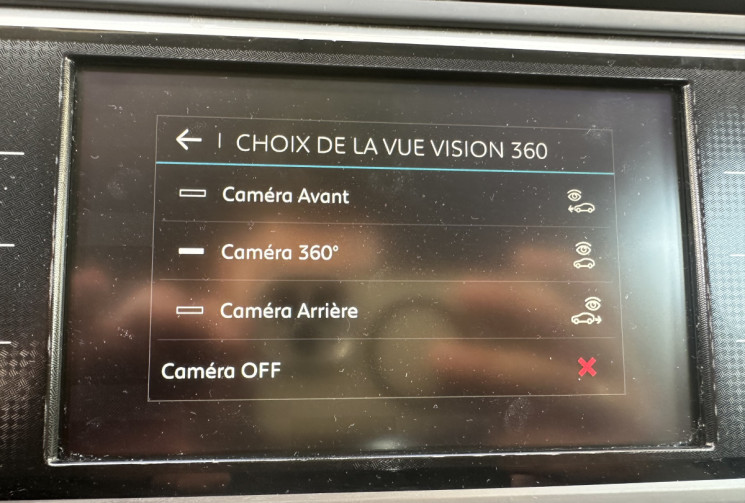 CHOIX DE LA VUE VISION 360
Caméra Avant
Caméra 360°
Caméra Arrière
Caméra OFF